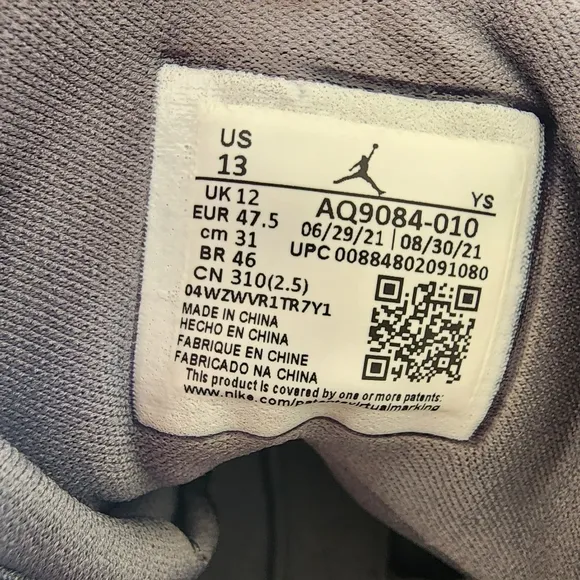 US
13
YS
UK 12
AQ9084-010
EUR 47.5
06/29/21 | 08/30/21
cm 31
UPC 00884802091080
BR 46
CN 310(2.5)
04WZWVR1TR7Y1
MADE IN CHINA
HECHO EN CHINA
FABRIQUE EN CHINE
FABRICADO NA CHINA
This product is covered by one or more patents:
www.nike.com/patentsvirtualmarking